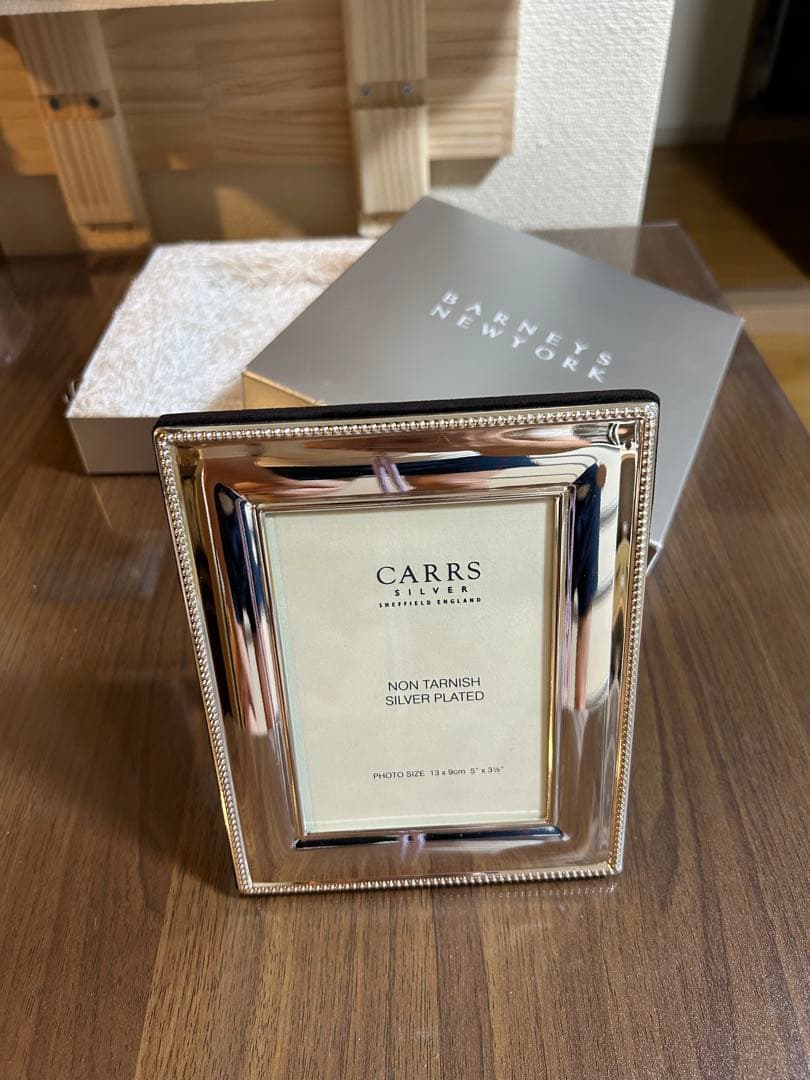 BARNEYS
NEWYORK
CARRS
SILVER
SHEFFIELD ENGLAND
NON TARNISH
SILVER PLATED
PHOTO SIZE 13 x 9cm 5" x 3½"